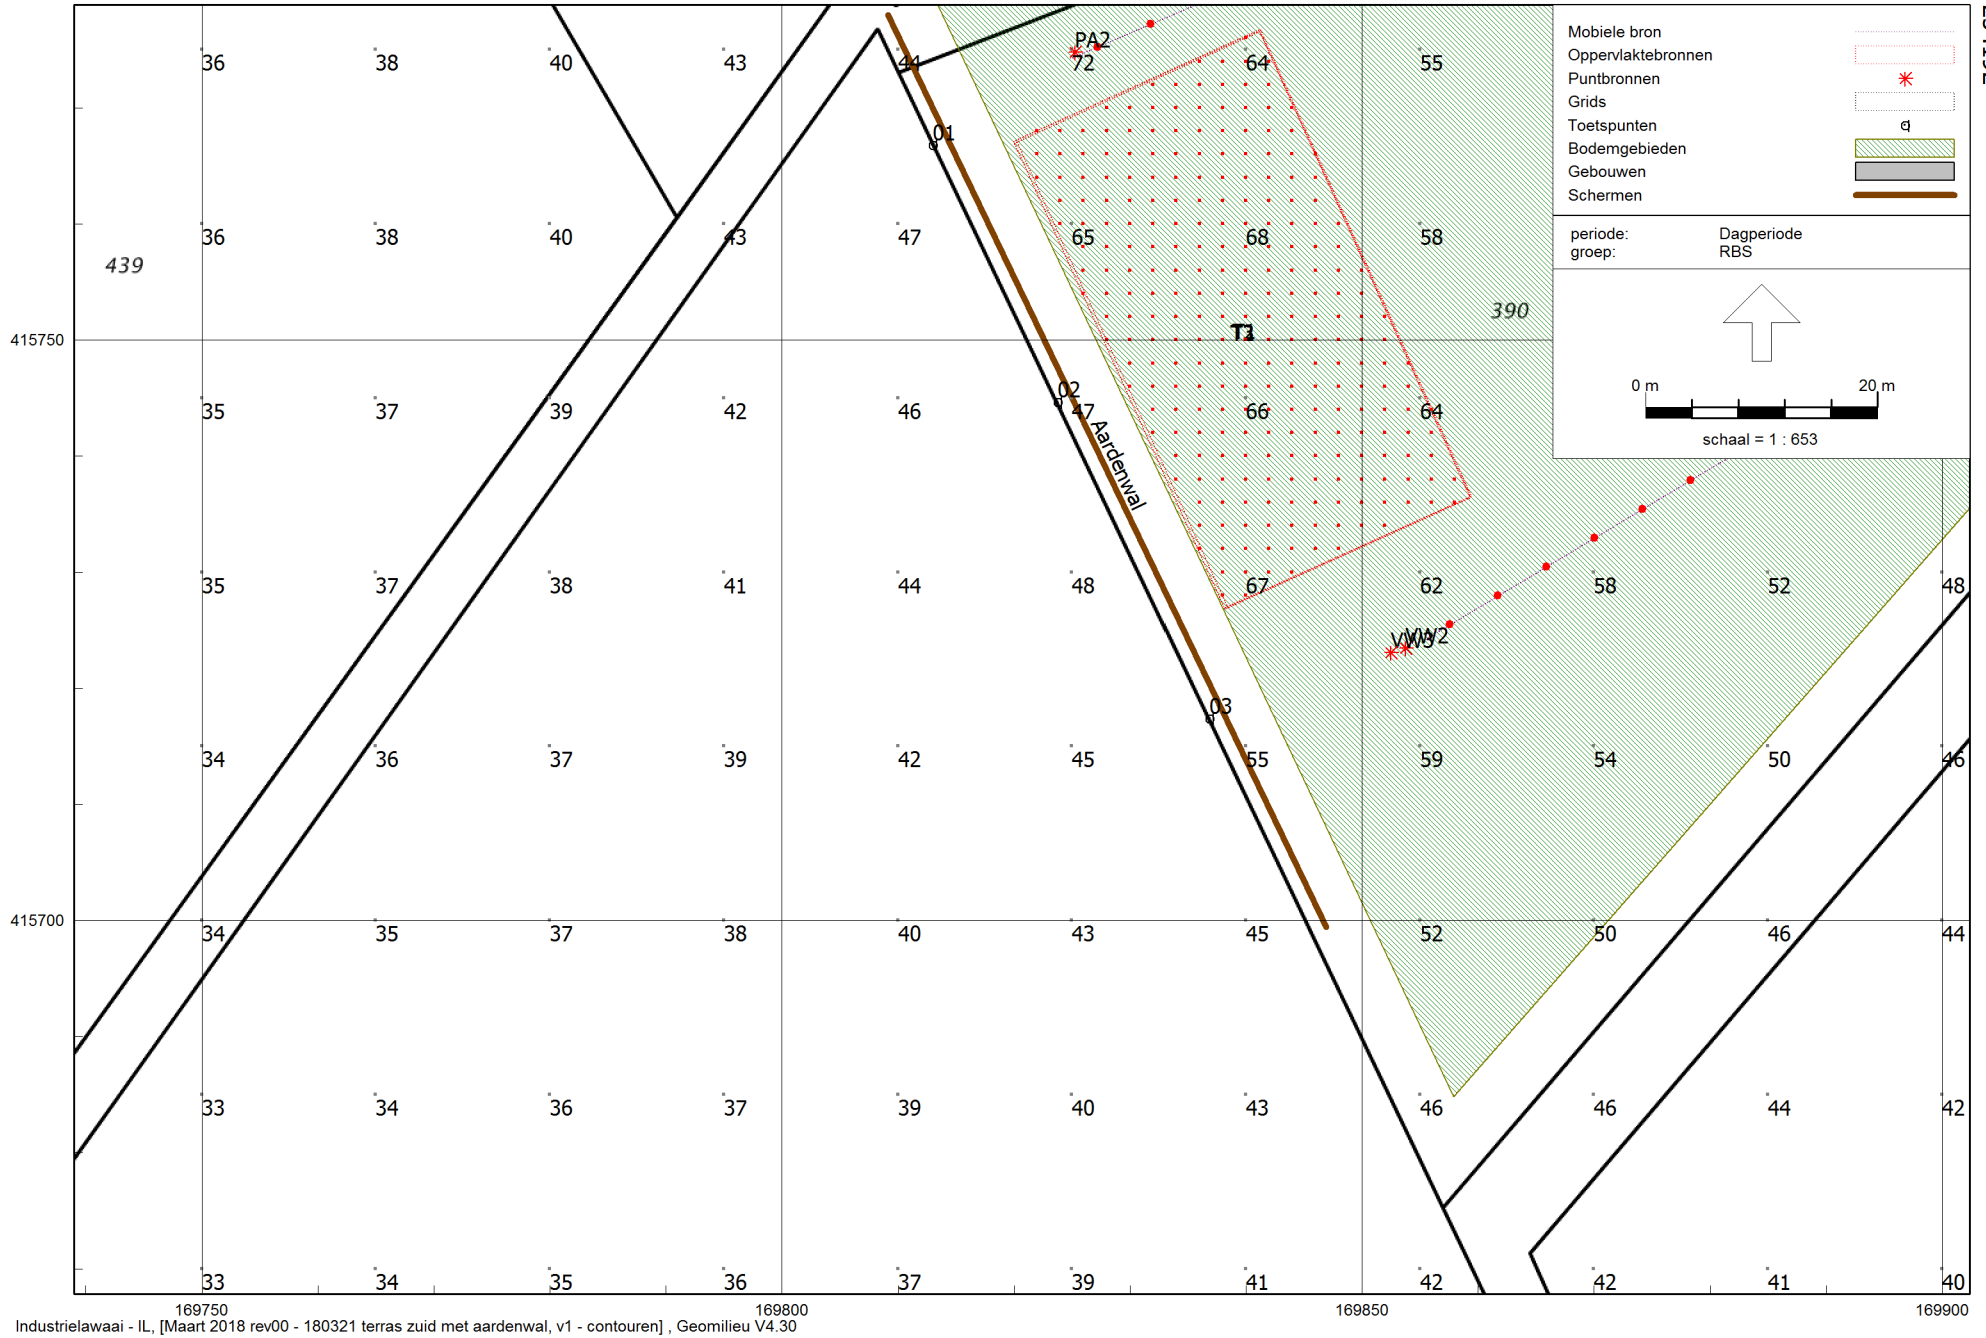 Mobiele bron
Oppervlaktebronnen
Puntbronnen
Grids
Toetspunten
Bodemgebieden
Gebouwen
Schermen
periode: Dagperiode
groep: RBS
0 m 20 m
schaal = 1 : 653
PA2
36 38 40 43 44 72 64 55
01
36 38 40 43 47 65 68 58
439
390
415750
02
35 37 39 42 46 47 66 64
Aardenwal
35 37 38 41 44 48 67 62 58 52 48
VW3 VW2
03
34 36 37 39 42 45 55 59 54 50 46
415700
34 35 37 38 40 43 45 52 50 46 44
33 34 36 37 39 40 43 46 46 44 42
33 34 35 36 37 39 41 42 42 41 40
169750 169800 169850 169900
Industrielawaai - IL, [Maart 2018 rev00 - 180321 terras zuid met aardenwal, v1 - contouren] , Geomilieu V4.30